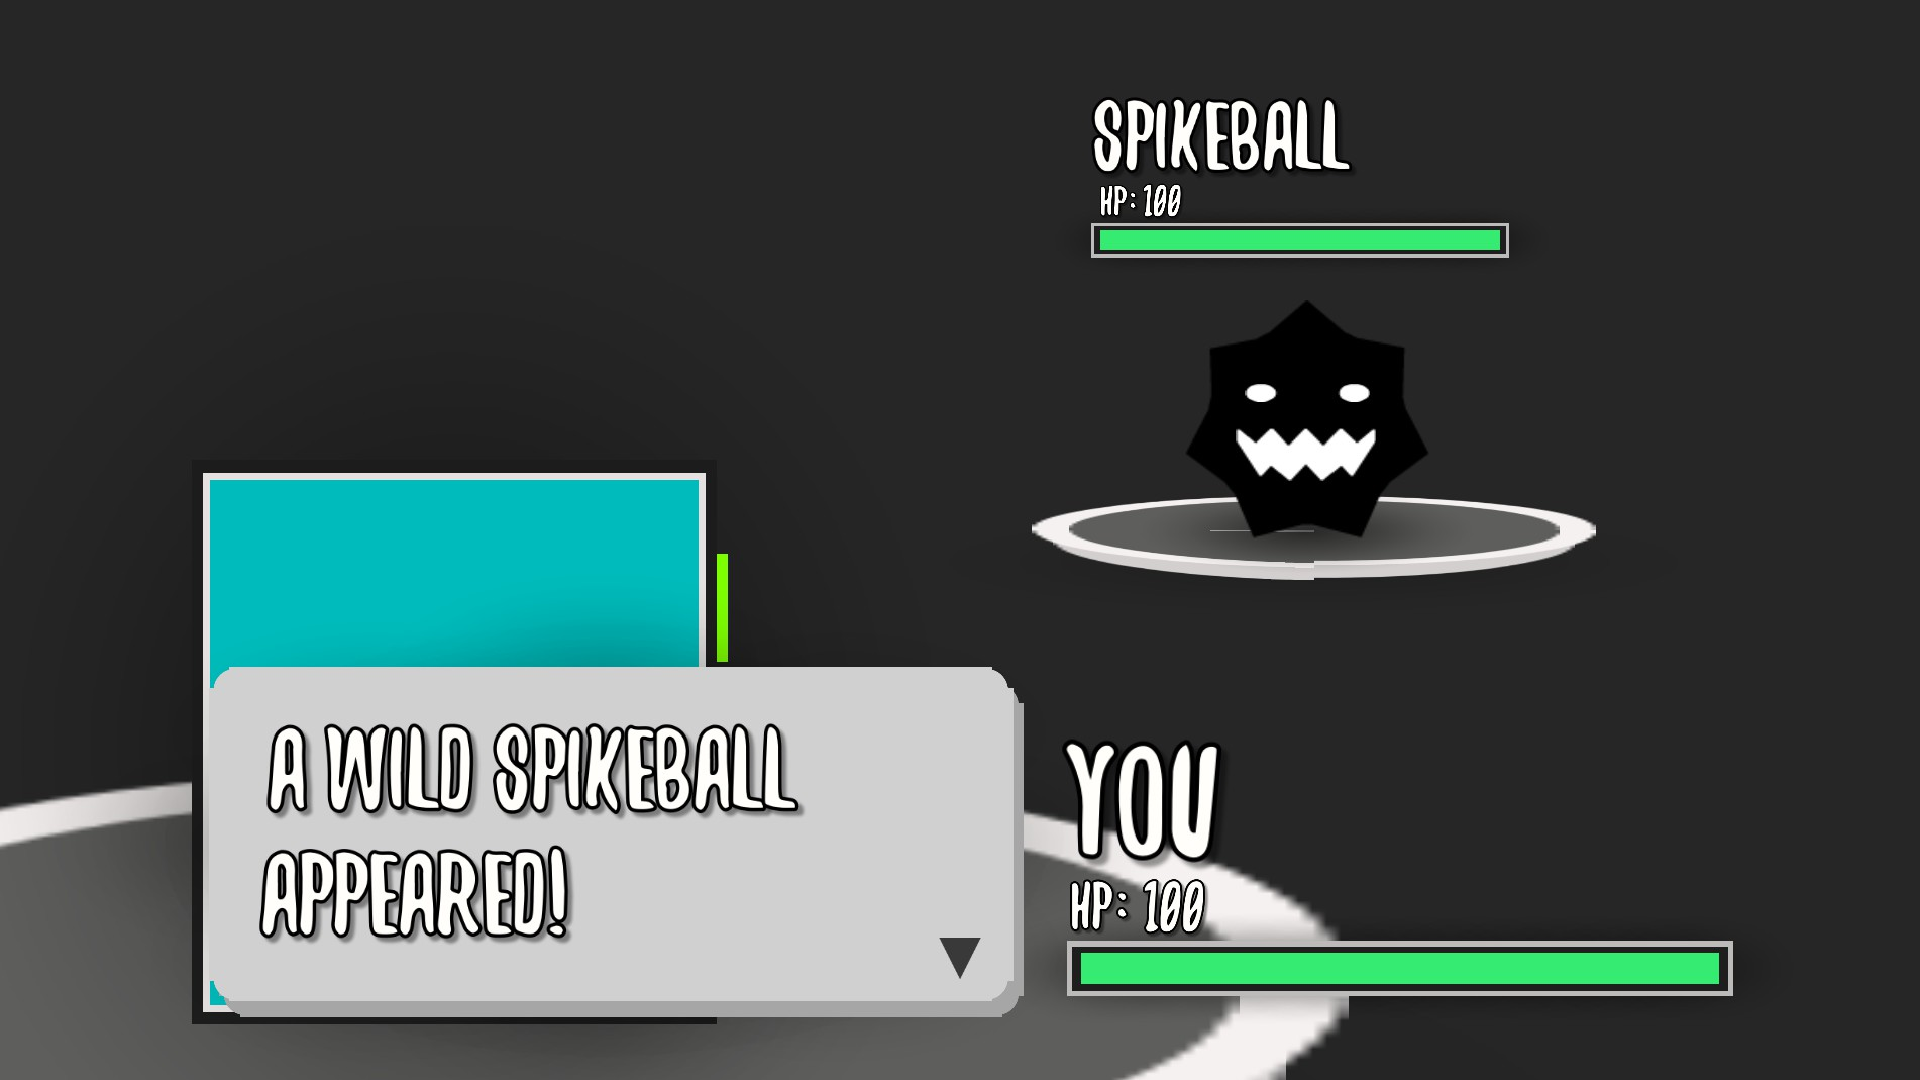 SPIKEBALL
HP: 100
A WILD SPIKEBALL
APPEARED!
YOU
HP: 100